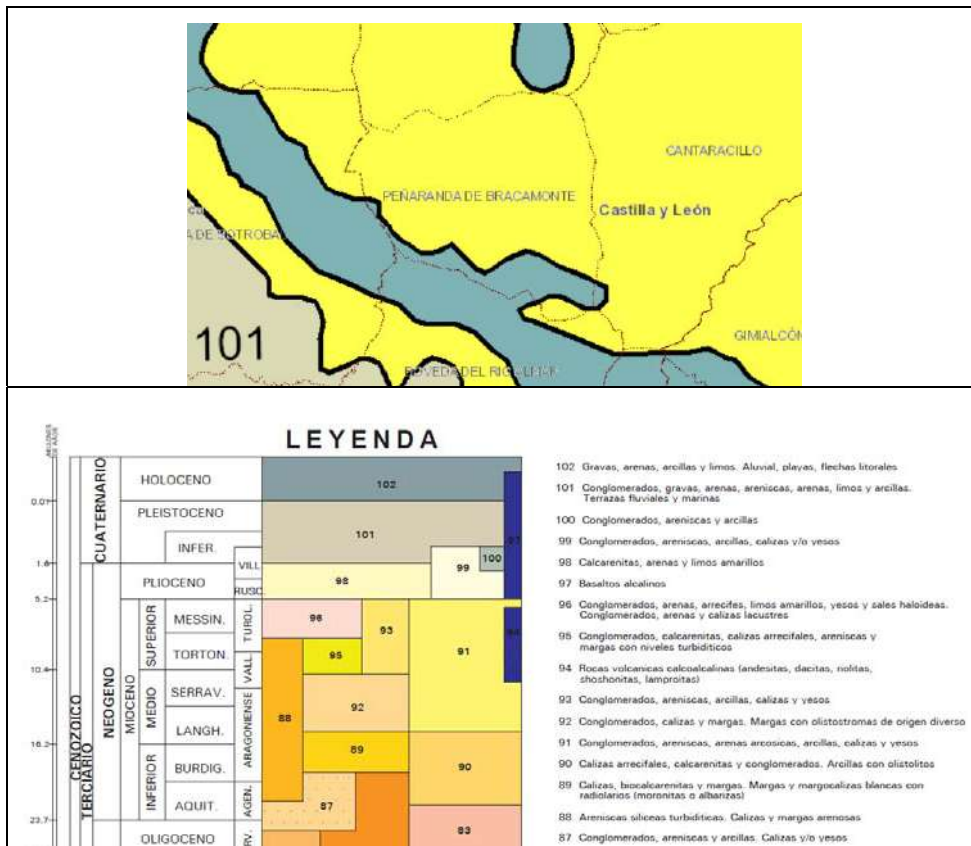 CANTARACILLO
PEÑARANDA DE BRACAMONTE
Castilla y León
A DE SOTROBA
GIMIALCÓN
101
BOVEDA DEL RIO ALMAR
LEYENDA
CUATERNARIO
HOLOCENO
102
0.01
PLEISTOCENO
101
INFER.
VILL
99
100
1.6
PLIOCENO
98
RUSC.
5.2
CENOZOICO
TERCIARIO
NEOGENO
MIOCENO
SUPERIOR
MESSIN.
TUROL.
96
93
TORTON.
VALL.
95
91
10.4
MEDIO
SERRAV.
ARAGONIENSE
88
92
LANGH.
16.2
89
INFERIOR
BURDIG.
90
AQUIT.
AGEN.
87
23.7
OLIGOCENO
83
102 Gravas, arenas, arcillas y limos. Aluvial, playas, flechas litorales
101 Conglomerados, gravas, arenas, areniscas, arenas, limos y arcillas.
Terrazas fluviales y marinas
100 Conglomerados, areniscas y arcillas
99 Conglomerados, areniscas, arcillas, calizas y/o yesos
98 Calcarenitas, arenas y limos amarillos
97 Basaltos alcalinos
96 Conglomerados, arenas, arrecifes, limos amarillos, yesos y sales haloideas.
Conglomerados, arenas y calizas lacustres
95 Conglomerados, calcarenitas, calizas arrecifales, areniscas y
margas con niveles turbidíticos
94 Rocas volcanicas calcoalcalinas (andesitas, dacitas, riolitas,
shoshonitas, lamproitas)
93 Conglomerados, areniscas, arcillas, calizas y yesos
92 Conglomerados, calizas y margas. Margas con olistostromas de origen diverso
91 Conglomerados, areniscas, arenas arcosicas, arcillas, calizas y yesos
90 Calizas arrecifales, calcarenitas y conglomerados. Arcillas con olistolitos
89 Calizas, biocalcarenitas y margas. Margas y margocalizas blancas con
radiolarios (moronitas o albarizas)
88 Areniscas siliceas turbiditicas. Calizas y margas arenosas
87 Conglomerados, areniscas y arcillas. Calizas y/o yesos